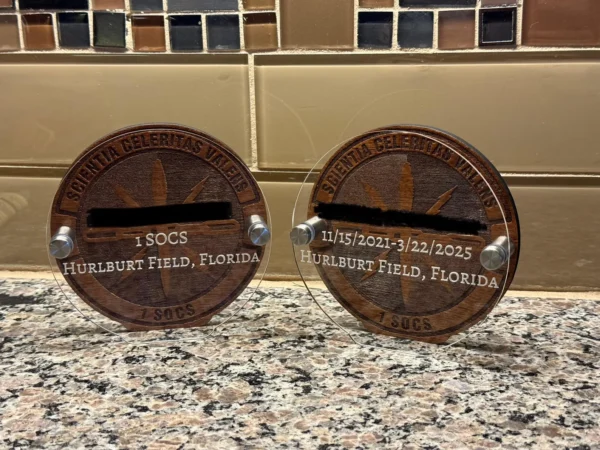 SCIENTIA CELERITAS VALENS
1 SOCS
HURLBURT FIELD, FLORIDA
1 SOCS
SCIENTIA CELERITAS VALENS
11/15/2021-3/22/2025
HURLBURT FIELD, FLORIDA
1 SOCS